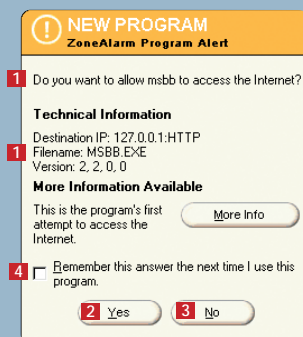 NEW PROGRAM
ZoneAlarm Program Alert
1 Do you want to allow msbb to access the Internet?
Technical Information
Destination IP: 127.0.0.1:HTTP
1 Filename: MSBB.EXE
Version: 2, 2, 0, 0
More Information Available
This is the program's first
attempt to access the
Internet.
More Info
4 Remember this answer the next time I use this
program.
2 Yes 3 No